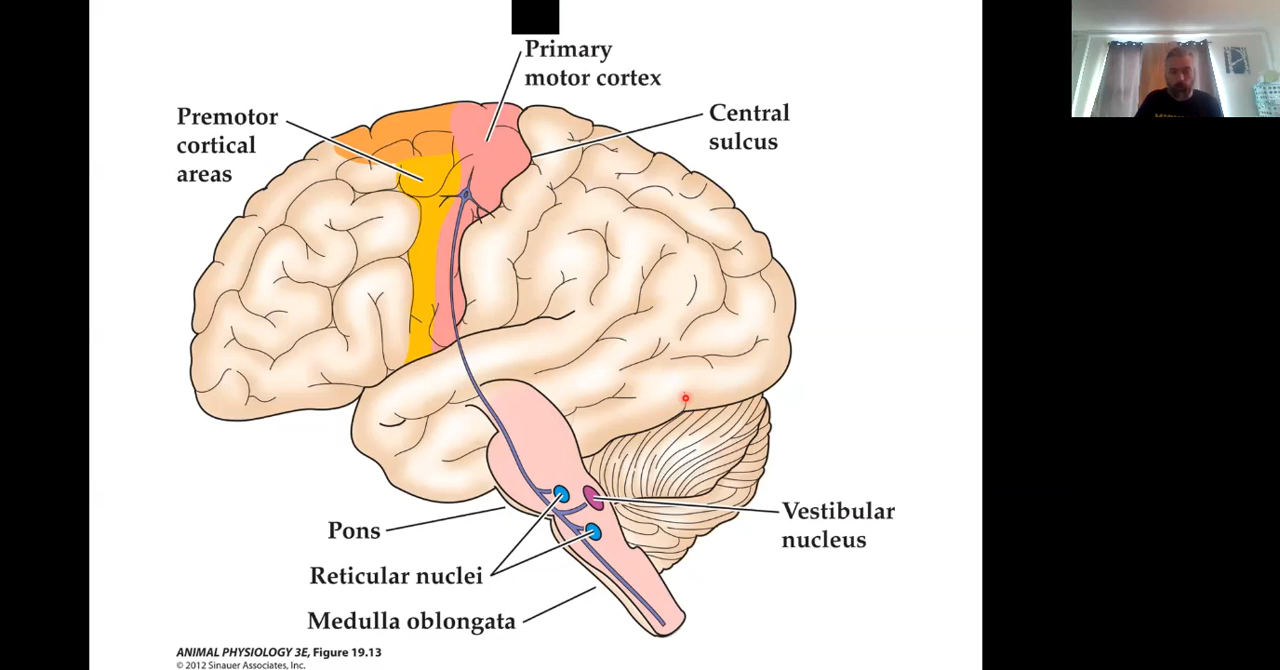 Primary
motor cortex
Premotor
cortical
areas
Central
sulcus
Vestibular
nucleus
Pons
Reticular nuclei
Medulla oblongata
ANIMAL PHYSIOLOGY 3E, Figure 19.13
© 2012 Sinauer Associates, Inc.